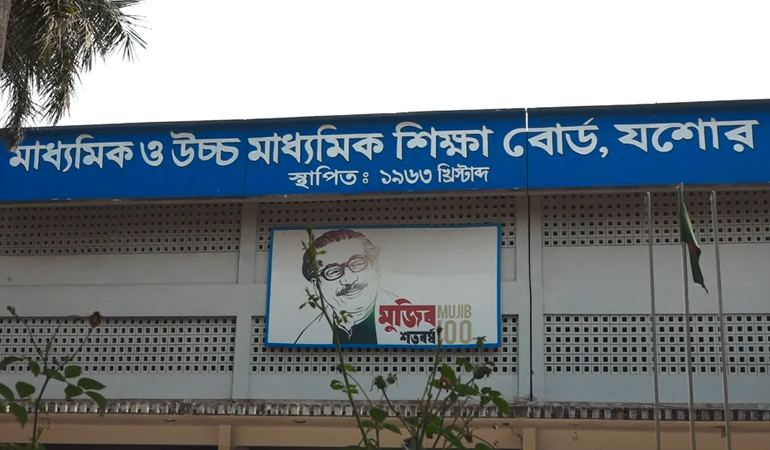 মাধ্যমিক ও উচ্চ মাধ্যমিক শিক্ষা বোর্ড, যশোর
স্থাপিত : ১৯৬৩ খ্রিস্টাব্দ
মুজিব MUJIB
শতবর্ষ 100